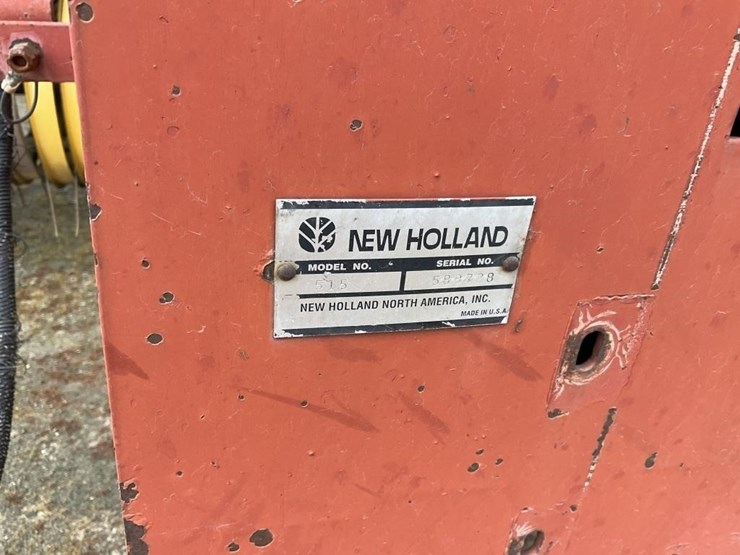 NEW HOLLAND
MODEL NO. SERIAL NO.
NEW HOLLAND NORTH AMERICA, INC.
MADE IN U.S.A